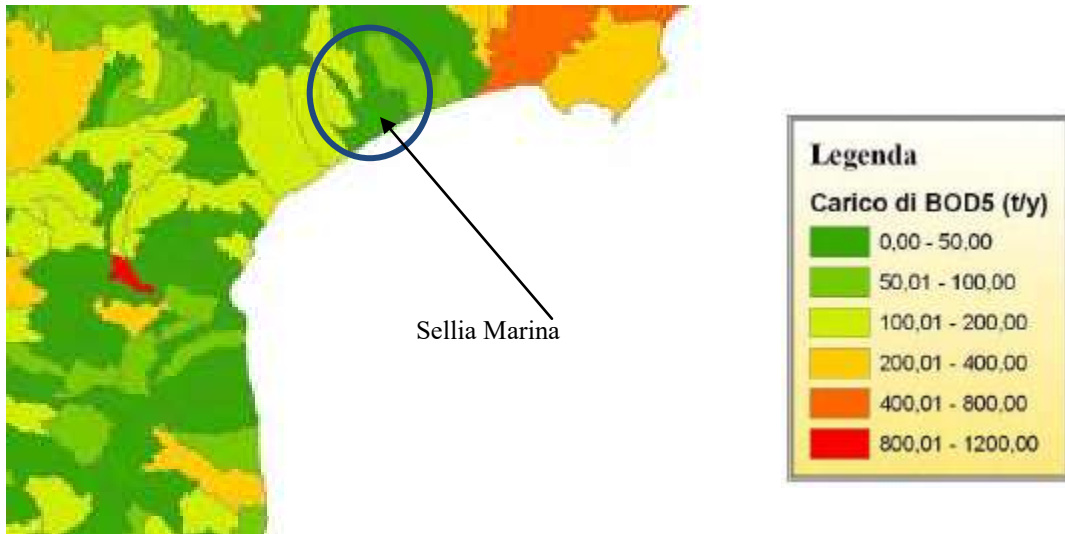 Sellia Marina
Legenda
Carico di BOD5 (t/y)
0,00 - 50,00
50,01 - 100,00
100,01 - 200,00
200,01 - 400,00
400,01 - 800,00
800,01 - 1200,00